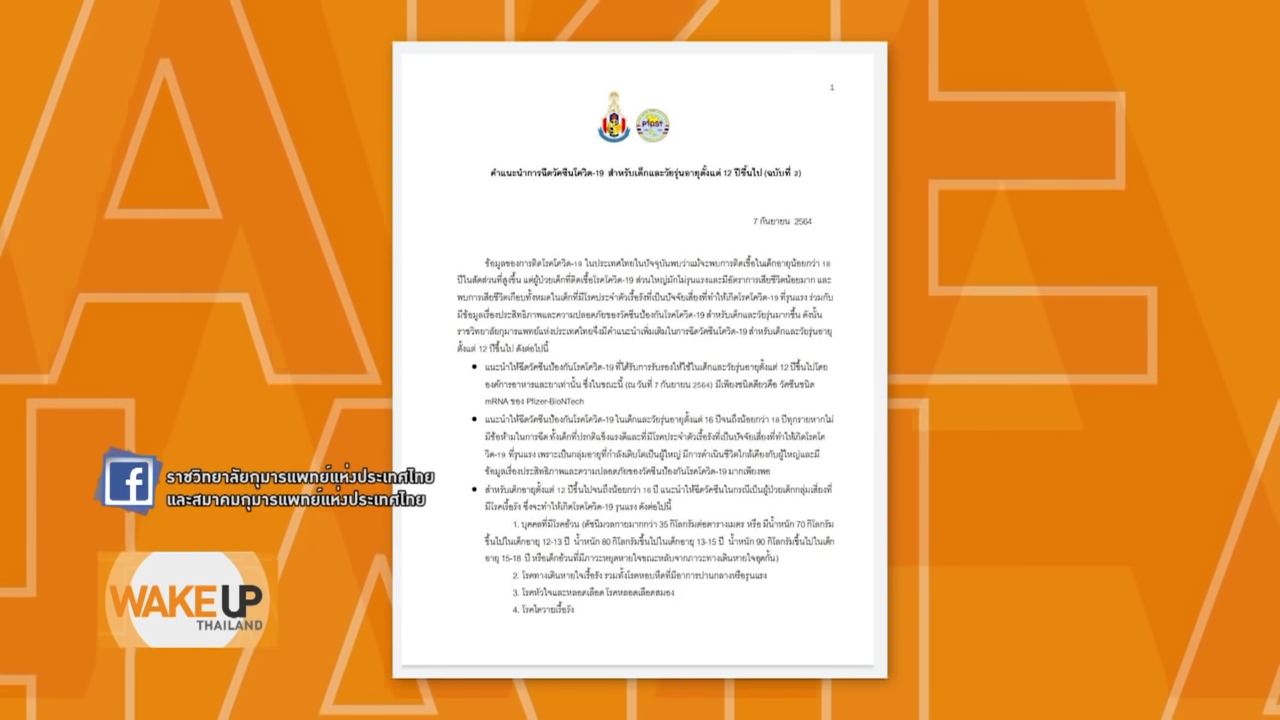 1
คำแนะนำการฉีดวัคซีนโควิด-19 สำหรับเด็กและวัยรุ่นอายุตั้งแต่ 12 ปีขึ้นไป (ฉบับที่ 2)
7 กันยายน 2564
ข้อมูลของการติดโรคโควิด-19 ในประเทศไทยในปัจจุบันพบว่าแม้จะพบการติดเชื้อในเด็กอายุน้อยกว่า 18
ปีในสัดส่วนที่สูงขึ้น แต่ผู้ป่วยเด็กที่ติดเชื้อโรคโควิด-19 ส่วนใหญ่มักไม่รุนแรงและมีอัตราการเสียชีวิตน้อยมาก และ
พบการเสียชีวิตเกือบทั้งหมดในเด็กที่มีโรคประจำตัวเรื้อรังที่เป็นปัจจัยเสี่ยงที่ทำให้เกิดโรคโควิด-19 ที่รุนแรง ร่วมกับ
มีข้อมูลเรื่องประสิทธิภาพและความปลอดภัยของวัคซีนป้องกันโรคโควิด-19 สำหรับเด็กและวัยรุ่นมากขึ้น ดังนั้น
ราชวิทยาลัยกุมารแพทย์แห่งประเทศไทยจึงมีคำแนะนำเพิ่มเติมในการฉีดวัคซีนโควิด-19 สำหรับเด็กและวัยรุ่นอายุ
ตั้งแต่ 12 ปีขึ้นไป ดังต่อไปนี้
● แนะนำให้ฉีดวัคซีนป้องกันโรคโควิด-19 ที่ได้รับการรับรองให้ใช้ในเด็กและวัยรุ่นอายุตั้งแต่ 12 ปีขึ้นไปโดย
องค์การอาหารและยาเท่านั้น ซึ่งในขณะนี้ (ณ วันที่ 7 กันยายน 2564) มีเพียงชนิดเดียวคือ วัคซีนชนิด
mRNA ของ Pfizer-BioNTech
● แนะนำให้ฉีดวัคซีนป้องกันโรคโควิด-19 ในเด็กและวัยรุ่นอายุตั้งแต่ 16 ปีจนถึงน้อยกว่า 18 ปีทุกรายหากไม่
มีข้อห้ามในการฉีด ทั้งเด็กที่ปรกติแข็งแรงดีและที่มีโรคประจำตัวเรื้อรังที่เป็นปัจจัยเสี่ยงที่ทำให้เกิดโรคโค
วิด-19 ที่รุนแรง เพราะเป็นกลุ่มอายุที่กำลังเติบโตเป็นผู้ใหญ่ มีการดำเนินชีวิตใกล้เคียงกับผู้ใหญ่และมี
ข้อมูลเรื่องประสิทธิภาพและความปลอดภัยของวัคซีนป้องกันโรคโควิด-19 มากเพียงพอ
● สำหรับเด็กอายุตั้งแต่ 12 ปีขึ้นไปจนถึงน้อยกว่า 16 ปี แนะนำให้ฉีดวัคซีนในกรณีเป็นผู้ป่วยเด็กกลุ่มเสี่ยงที่
มีโรคเรื้อรัง ซึ่งจะทำให้เกิดโรคโควิด-19 รุนแรง ดังต่อไปนี้
1. บุคคลที่มีโรคอ้วน (ดัชนีมวลกายมากกว่า 35 กิโลกรัมต่อตารางเมตร หรือ มีน้ำหนัก 70 กิโลกรัม
ขึ้นไปในเด็กอายุ 12-13 ปี น้ำหนัก 80 กิโลกรัมขึ้นไปในเด็กอายุ 13-15 ปี น้ำหนัก 90 กิโลกรัมขึ้นไปในเด็ก
อายุ 15-18 ปี หรือเด็กอ้วนที่มีภาวะหยุดหายใจขณะหลับจากภาวะทางเดินหายใจอุดกั้น)
2. โรคทางเดินหายใจเรื้อรัง รวมทั้งโรคหอบหืดที่มีอาการปานกลางหรือรุนแรง
3. โรคหัวใจและหลอดเลือด โรคหลอดเลือดสมอง
4. โรคไตวายเรื้อรัง
ราชวิทยาลัยกุมารแพทย์แห่งประเทศไทย
และสมาคมกุมารแพทย์แห่งประเทศไทย
WAKE UP
THAILAND